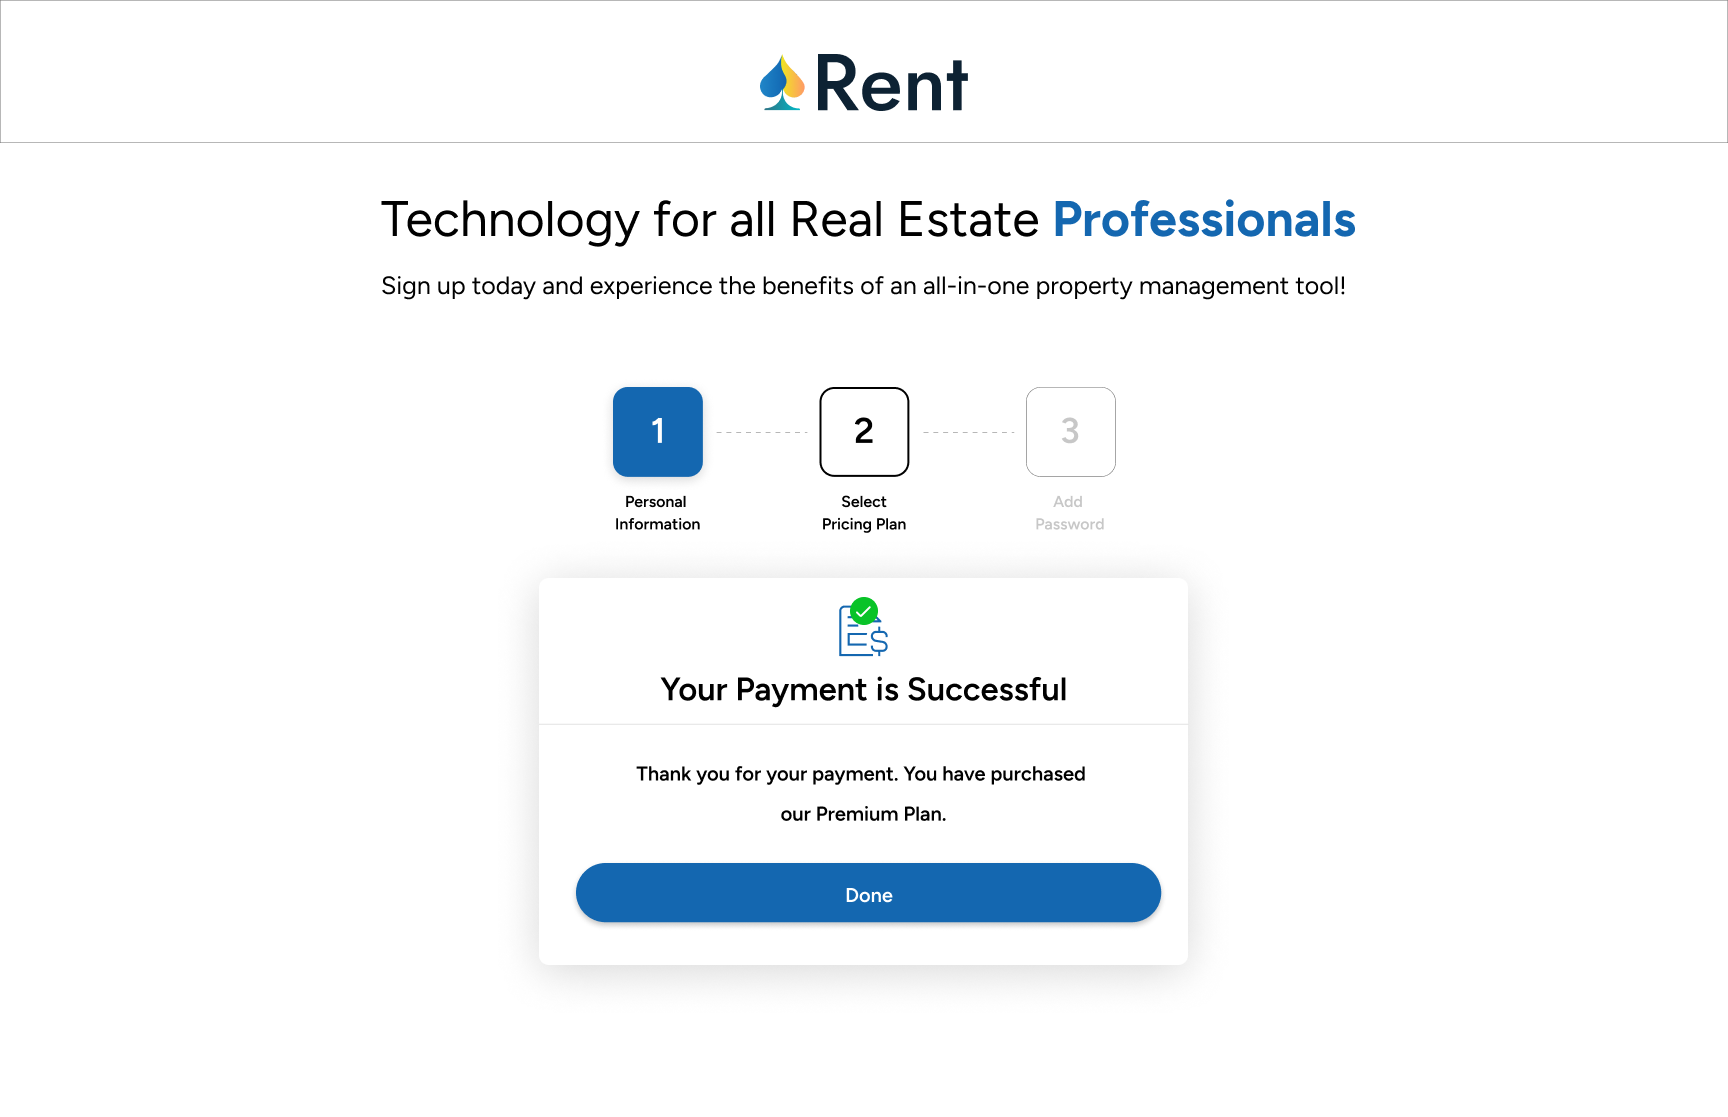 Rent
Technology for all Real Estate Professionals
Sign up today and experience the benefits of an all-in-one property management tool!
1
2
3
Personal
Information
Select
Pricing Plan
Add
Password
$
Your Payment is Successful
Thank you for your payment. You have purchased
our Premium Plan.
Done